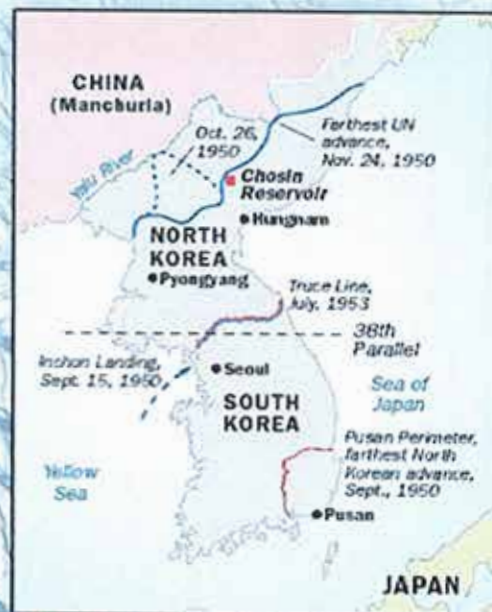 CHINA
(Manchuria)
Oct. 26,
1950
Farthest UN
advance,
Nov. 24, 1950
Yalu River
Chosin
Reservoir
Hungnam
NORTH
KOREA
Pyongyang
Truce Line,
July, 1953
38th
Parallel
Inchon Landing,
Sept. 15, 1950
Seoul
Sea of
Japan
SOUTH
KOREA
Pusan Perimeter,
farthest North
Korean advance,
Sept., 1950
Yellow
Sea
Pusan
JAPAN